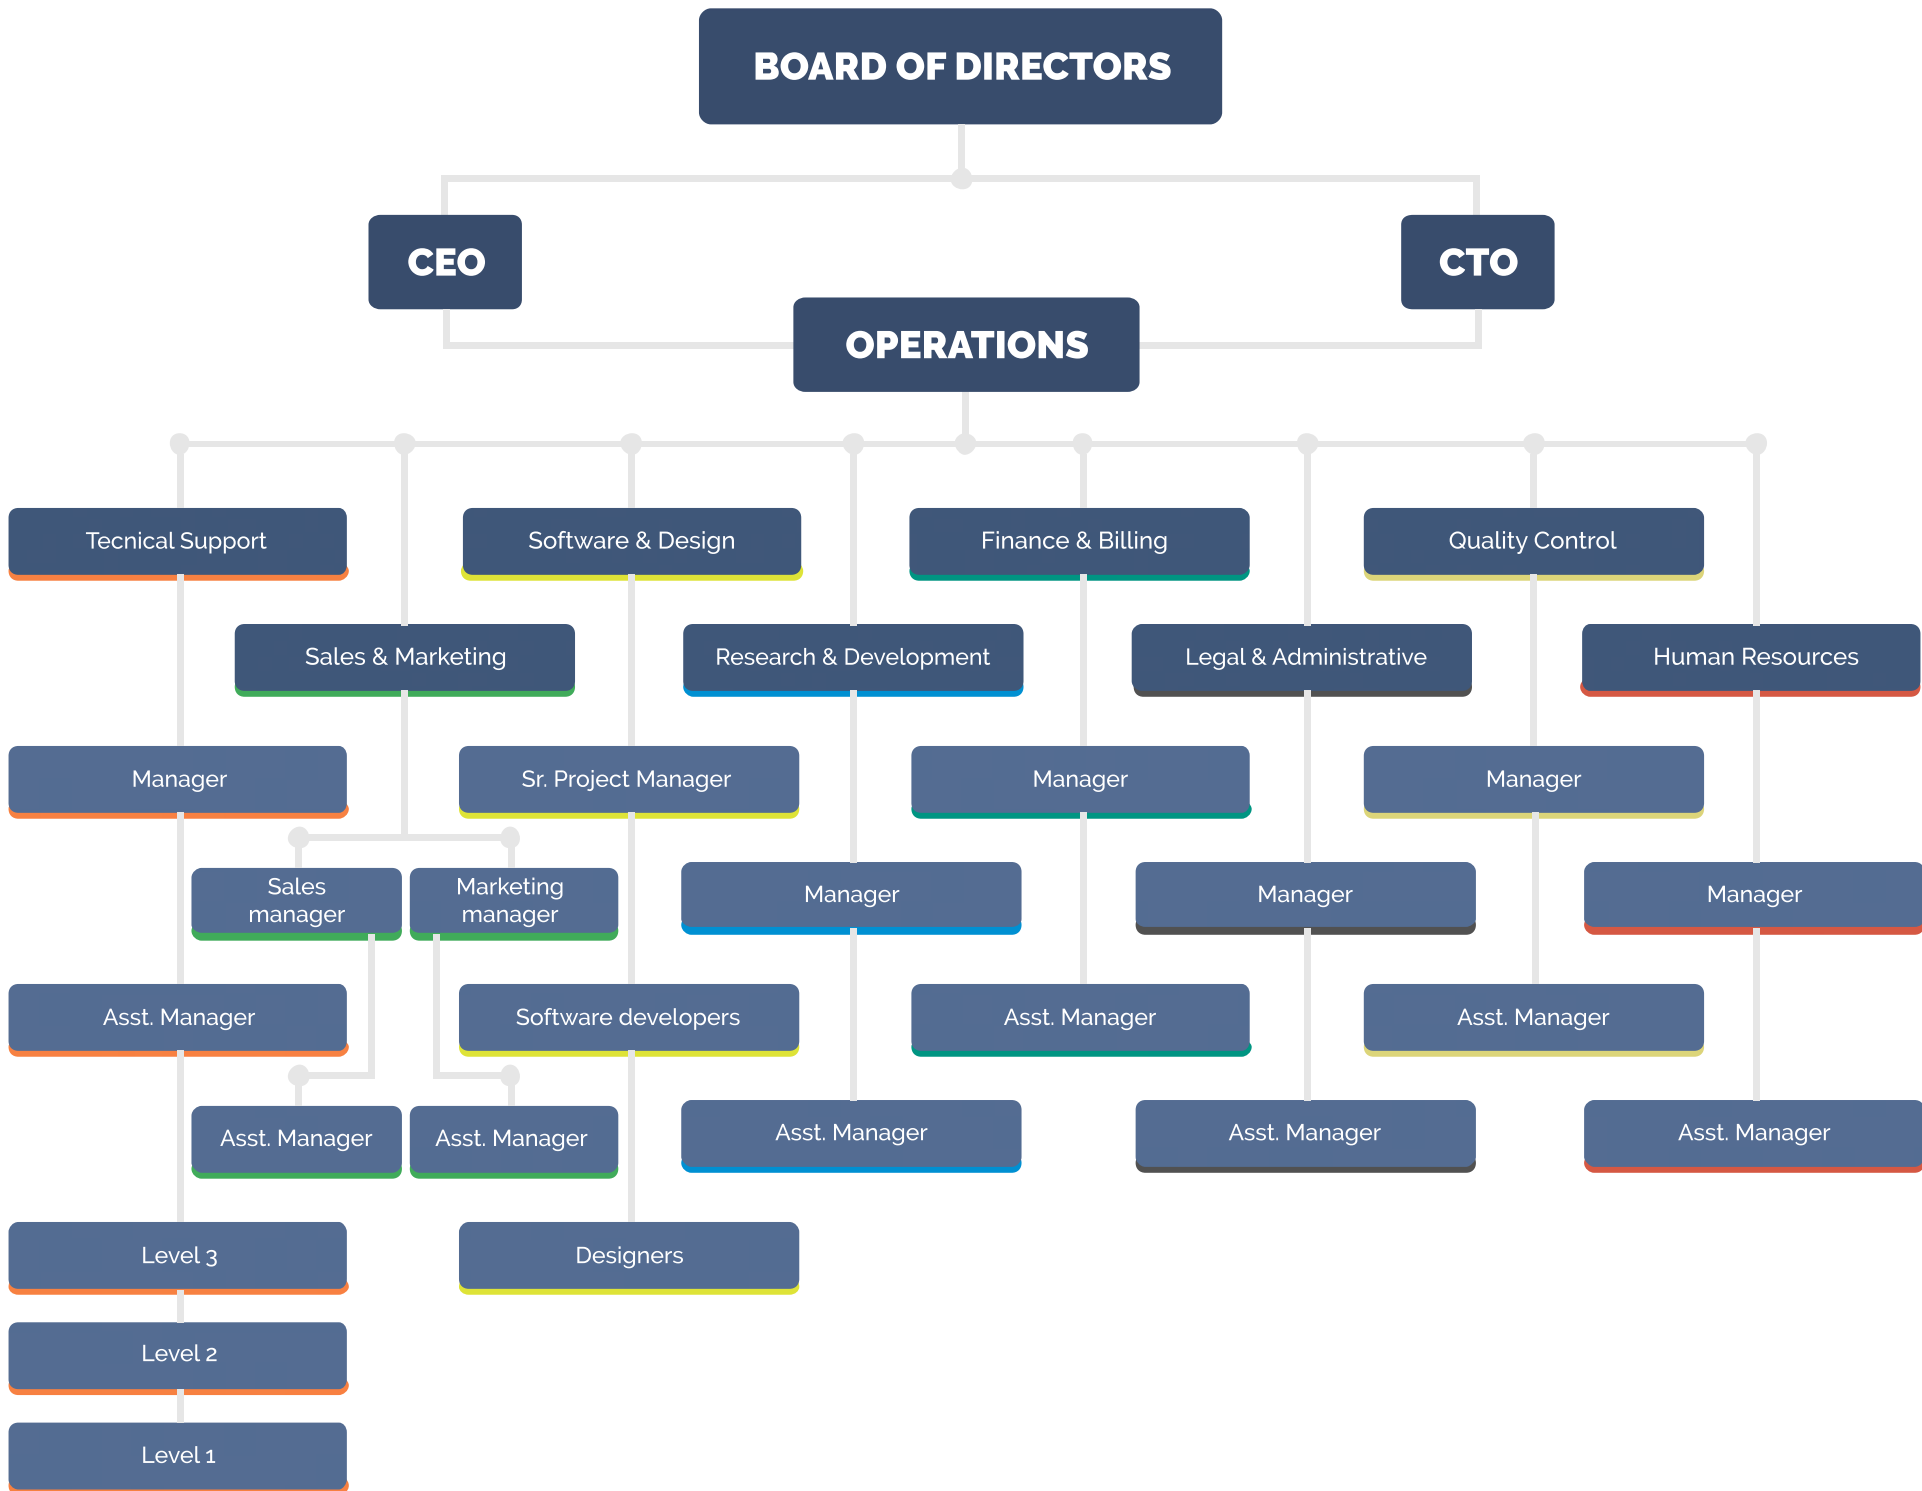 BOARD OF DIRECTORS
CEO
CTO
OPERATIONS
Tecnical Support
Software & Design
Finance & Billing
Quality Control
Sales & Marketing
Research & Development
Legal & Administrative
Human Resources
Manager
Sr. Project Manager
Manager
Manager
Sales
manager
Marketing
manager
Manager
Manager
Manager
Asst. Manager
Software developers
Asst. Manager
Asst. Manager
Asst. Manager
Asst. Manager
Asst. Manager
Asst. Manager
Asst. Manager
Level 3
Designers
Level 2
Level 1